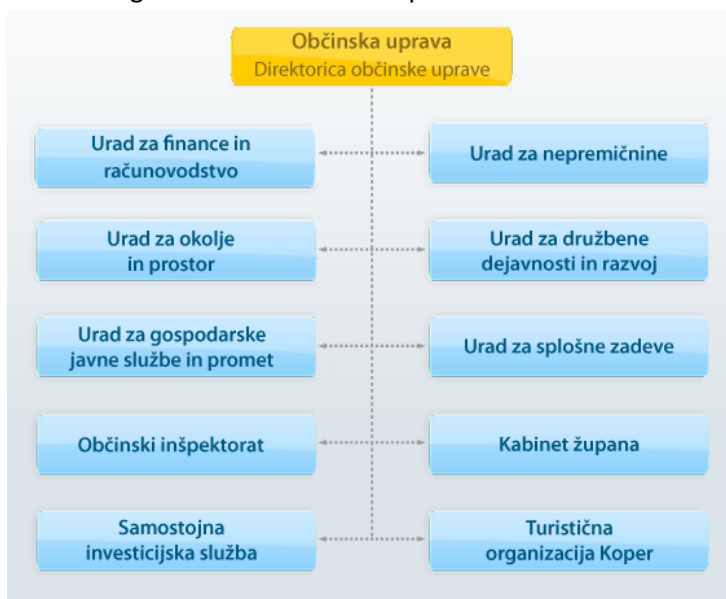 Občinska uprava
Direktorica občinske uprave
Urad za finance in
računovodstvo
Urad za nepremičnine
Urad za okolje
in prostor
Urad za družbene
dejavnosti in razvoj
Urad za gospodarske
javne službe in promet
Urad za splošne zadeve
Občinski inšpektorat
Kabinet župana
Samostojna
investicijska služba
Turistična
organizacija Koper